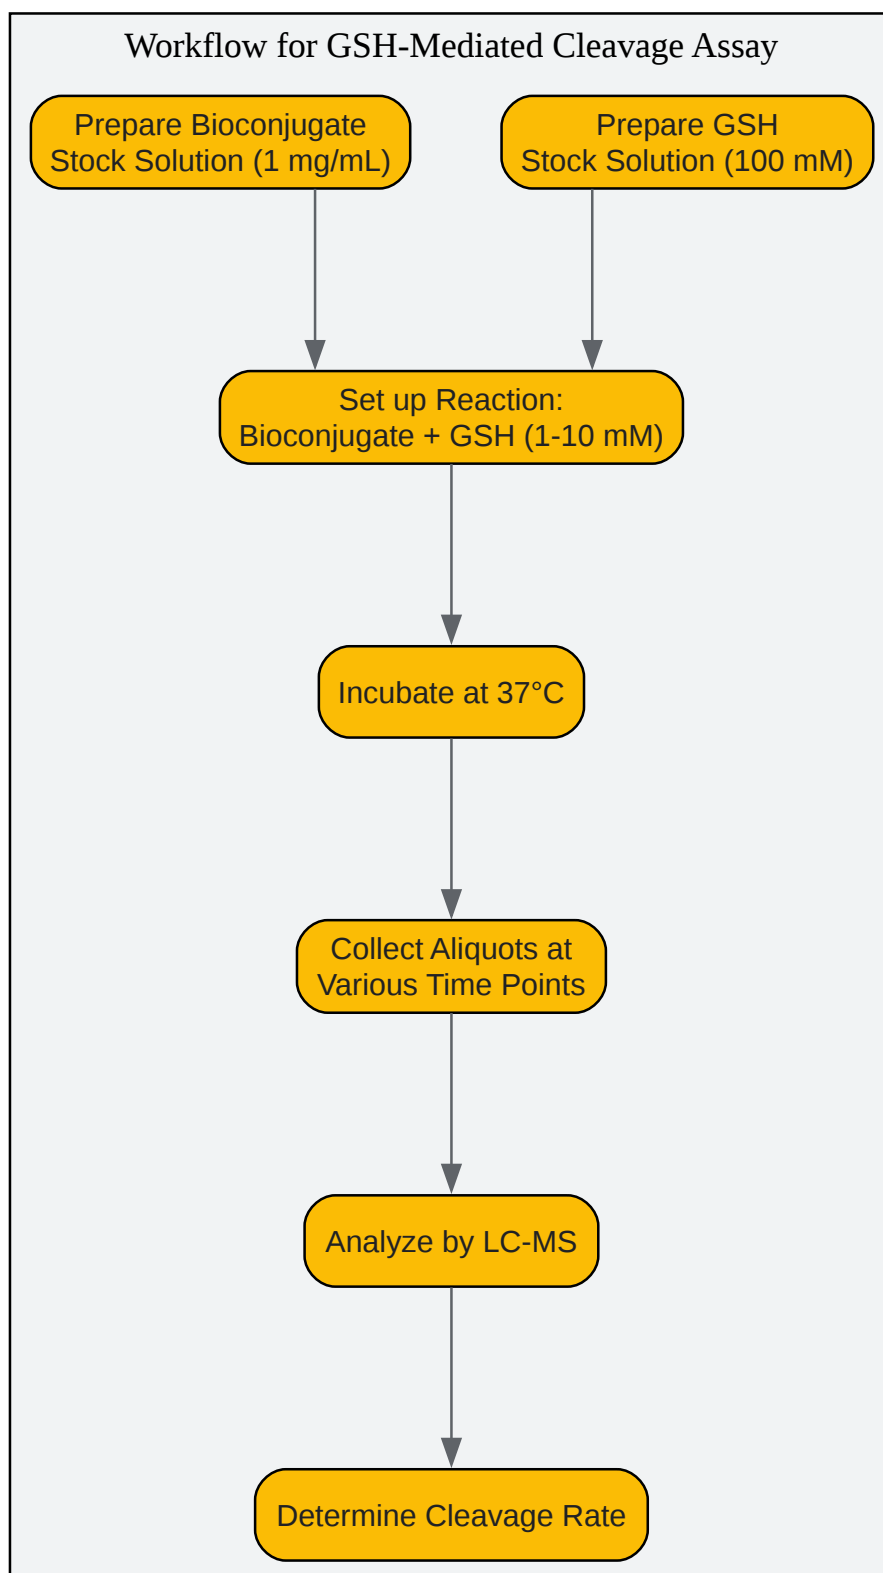 Workflow for GSH-Mediated Cleavage Assay
Prepare Bioconjugate
Stock Solution (1 mg/mL)
Prepare GSH
Stock Solution (100 mM)
Set up Reaction:
Bioconjugate + GSH (1-10 mM)
Incubate at 37°C
Collect Aliquots at
Various Time Points
Analyze by LC-MS
Determine Cleavage Rate